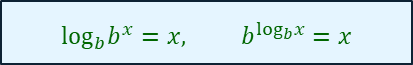 log_b b^x = x,  b^{log_b x} = x